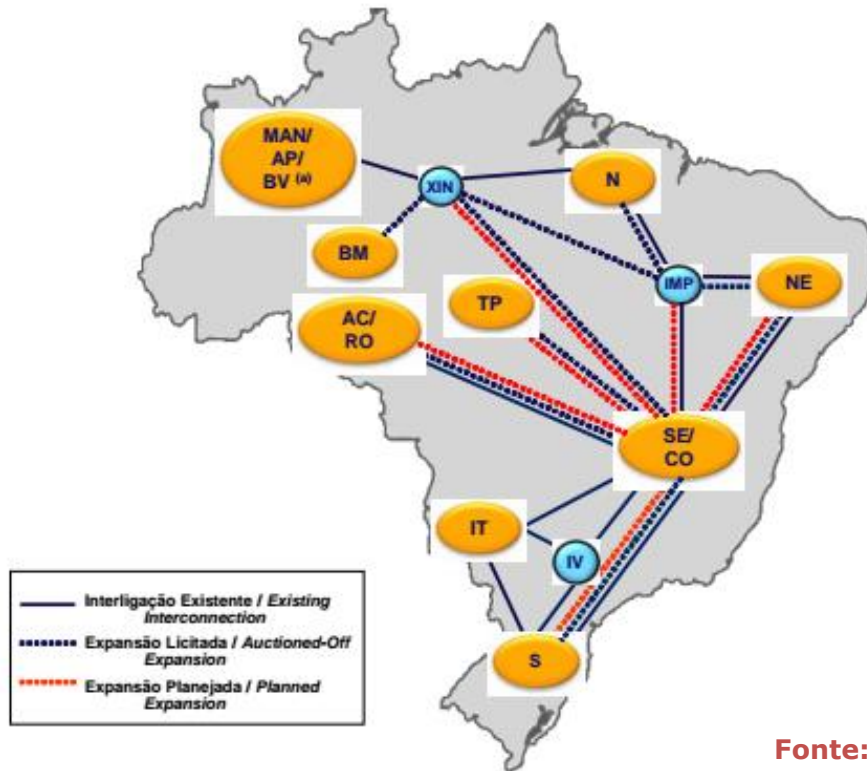 MAN/
AP/
BV (a)
XIN
N
BM
IMP
NE
TP
AC/
RO
SE/
CO
IT
IV
S
Interligação Existente / Existing
Interconnection
Expansão Licitada / Auctioned-Off
Expansion
Expansão Planejada / Planned
Expansion
Fonte: